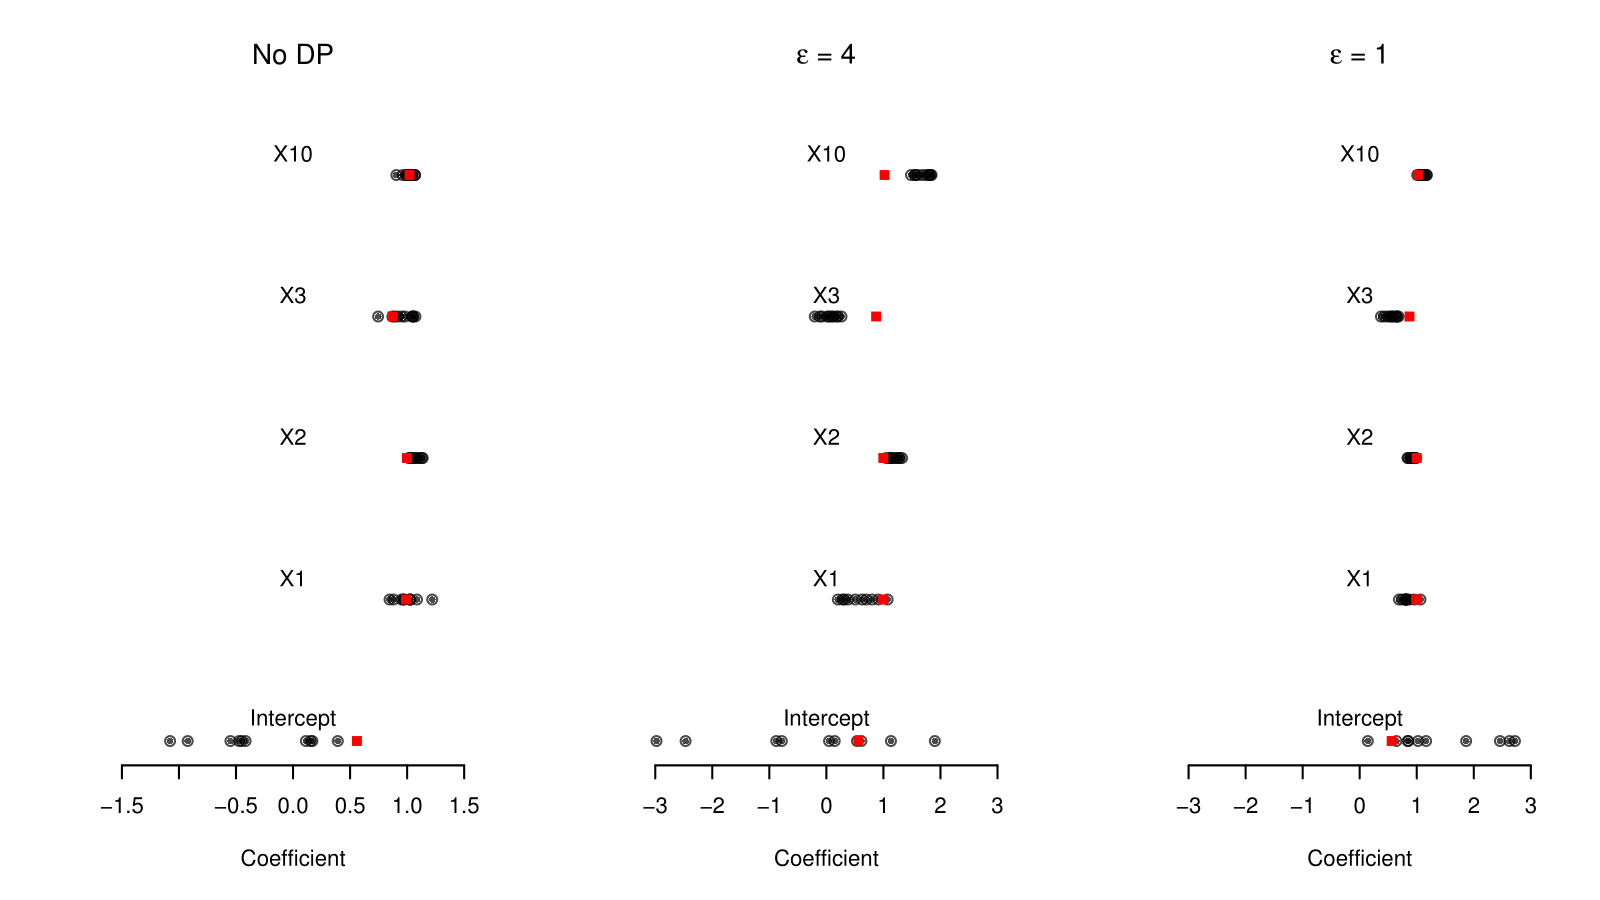 No DP
X10
X3
X2
X1
Intercept
−1.5 −0.5 0.0 0.5 1.0 1.5
Coefficient
ε = 4
X10
X3
X2
X1
Intercept
−3 −2 −1 0 1 2 3
Coefficient
ε = 1
X10
X3
X2
X1
Intercept
−3 −2 −1 0 1 2 3
Coefficient